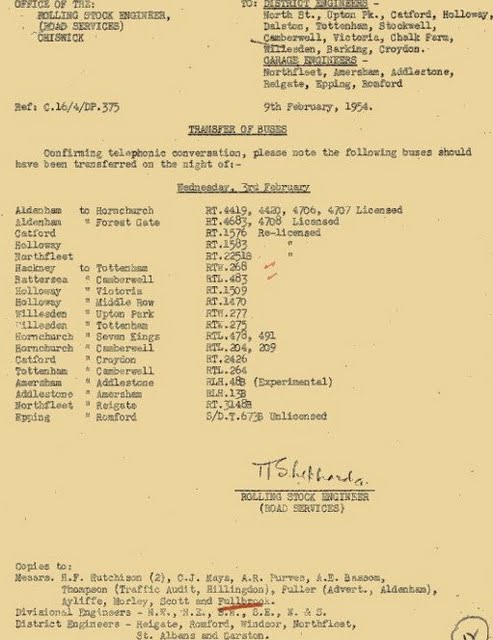 OFFICE OF THE:
ROLLING STOCK ENGINEER,
(ROAD SERVICES)
CHISWICK
TO: DISTRICT ENGINEERS -
North St., Upton Pk., Catford, Holloway,
Dalston, Tottenham, Stockwell,
Camberwell, Victoria, Chalk Farm,
Willesden, Barking, Croydon.
GARAGE ENGINEERS -
Northfleet, Amersham, Addlestone,
Reigate, Epping, Romford
Ref: C.16/4/DP.375 9th February, 1954.
TRANSFER OF BUSES
Confirming telephonic conversation, please note the following buses should
have been transferred on the night of:-
Wednesday, 3rd February
Aldenham to Hornchurch RT.4419, 4420, 4706, 4707 Licensed
Aldenham " Forest Gate RT.4683, 4708 Licensed
Catford RT.1576 Re-licensed
Holloway RT.1583 "
Northfleet RT.2251B "
Hackney to Tottenham RTW.268
Battersea " Camberwell RTL.483
Holloway " Victoria RT.1509
Holloway " Middle Row RT.1470
Willesden " Upton Park RTW.277
Willesden " Tottenham RTW.275
Hornchurch " Seven Kings RTL.478, 491
Hornchurch " Camberwell RTL.204, 209
Catford " Croydon RT.2426
Tottenham " Camberwell RTL.264
Amersham " Addlestone RLH.48B (Experimental)
Addlestone " Amersham RLH.13B
Northfleet " Reigate RT.3148B
Epping " Romford S/D.T.673B Unlicensed
ROLLING STOCK ENGINEER
(ROAD SERVICES)
Copies to:
Messrs. H.F. Hutchison (2), C.J. Mays, A.R. Purves, A.E. Bassom,
Thompson (Traffic Audit, Hillingdon), Fuller (Advert., Aldenham),
Ayliffe, Morley, Scott and Fullbrook.
Divisional Engineers - N.W., N.E., S.W., S.E., N. & S.
District Engineers - Reigate, Romford, Windsor, Northfleet,
St. Albans and Garston.